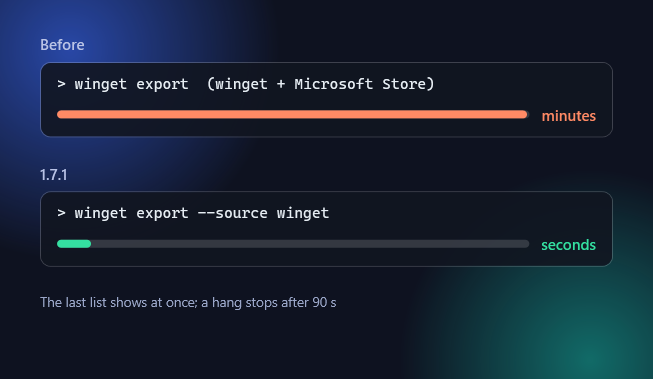 Before
> winget export  (winget + Microsoft Store)
minutes
1.7.1
> winget export --source winget
seconds
The last list shows at once; a hang stops after 90 s